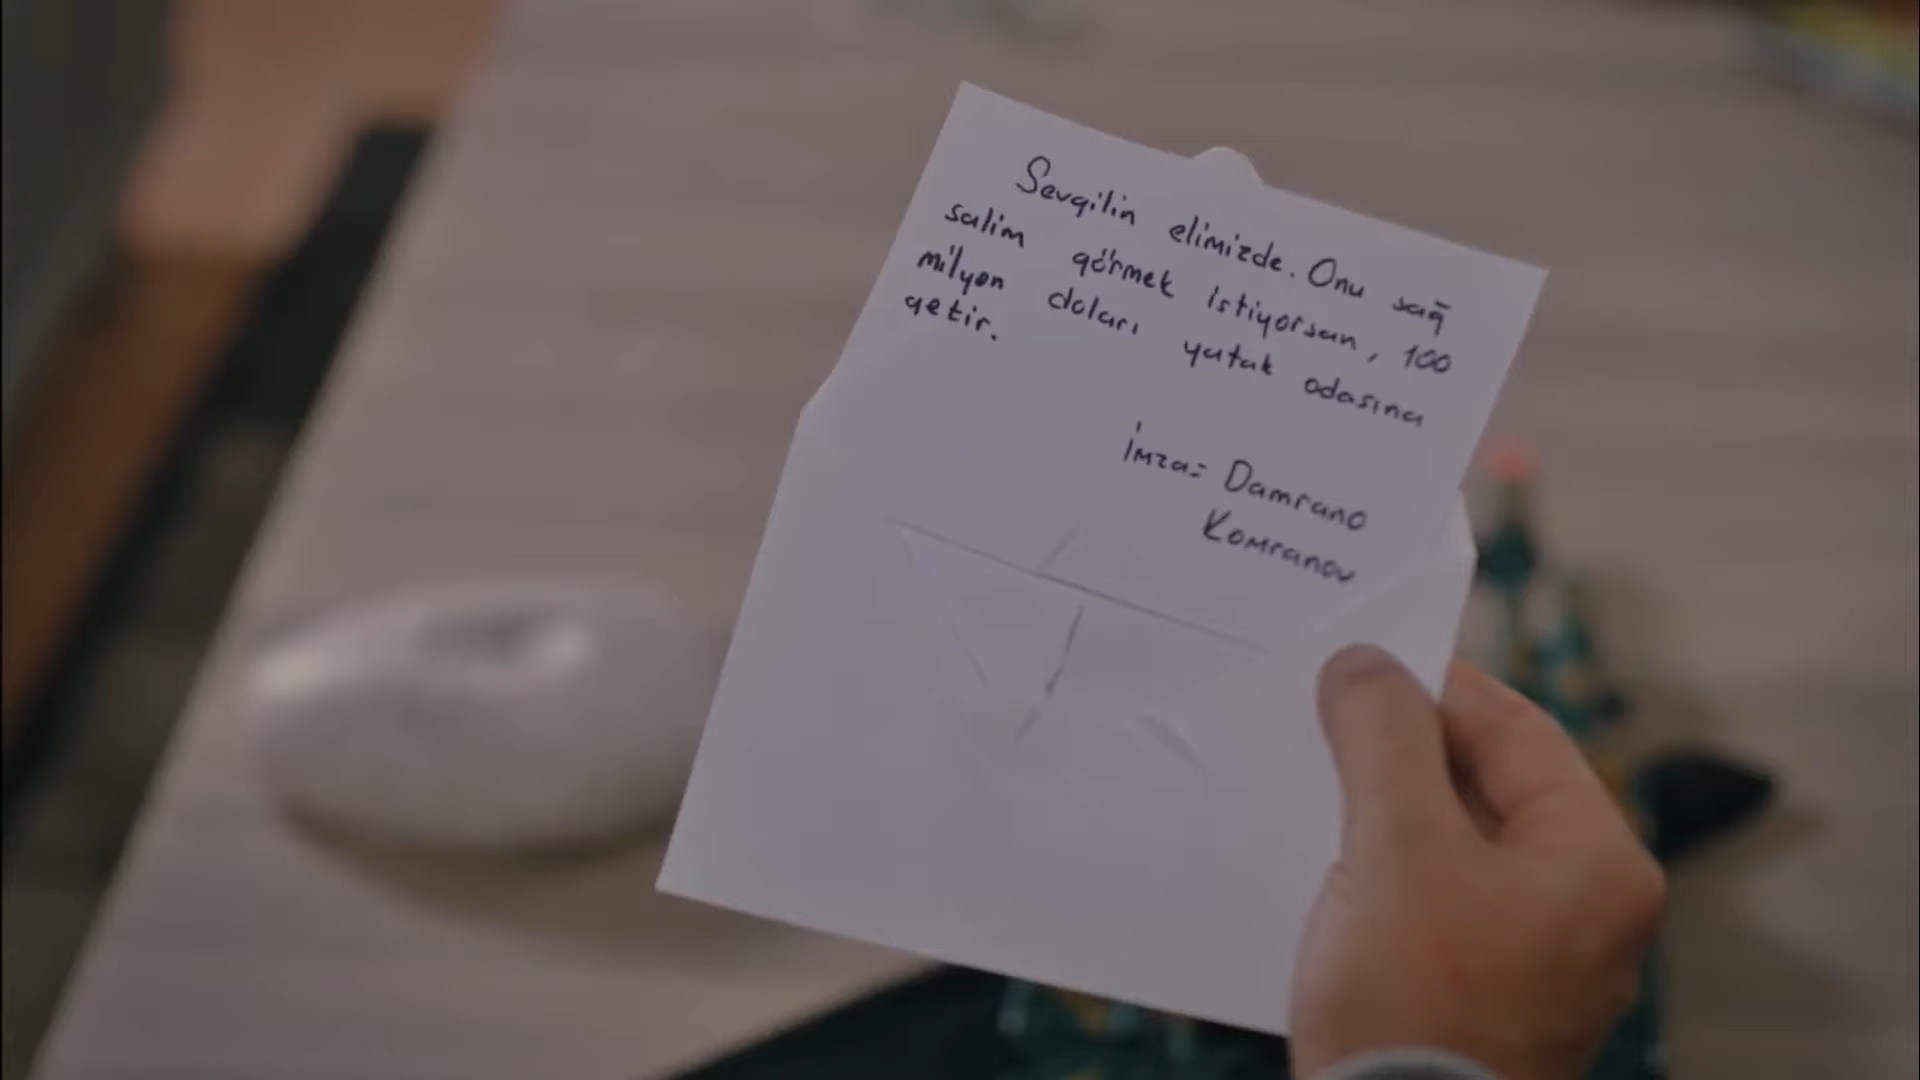 Sevgilin elimizde. Onu sağ
salim görmek istiyorsan, 100
milyon doları yatak odasına
getir.
İmza= Damrano
Komranov